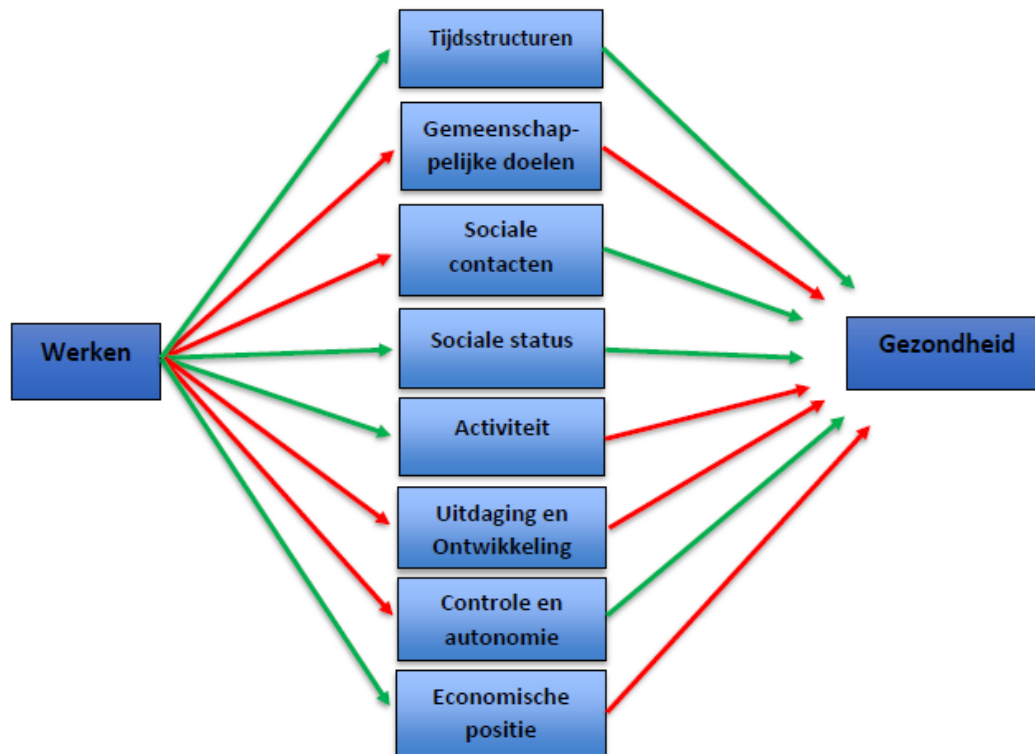 Tijdsstructuren
Gemeenschap-
pelijke doelen
Sociale
contacten
Werken
Sociale status
Gezondheid
Activiteit
Uitdaging en
Ontwikkeling
Controle en
autonomie
Economische
positie